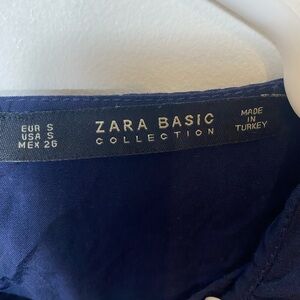 EUR S
USA S
MEX 26
ZARA BASIC
COLLECTION
MADE
IN
TURKEY